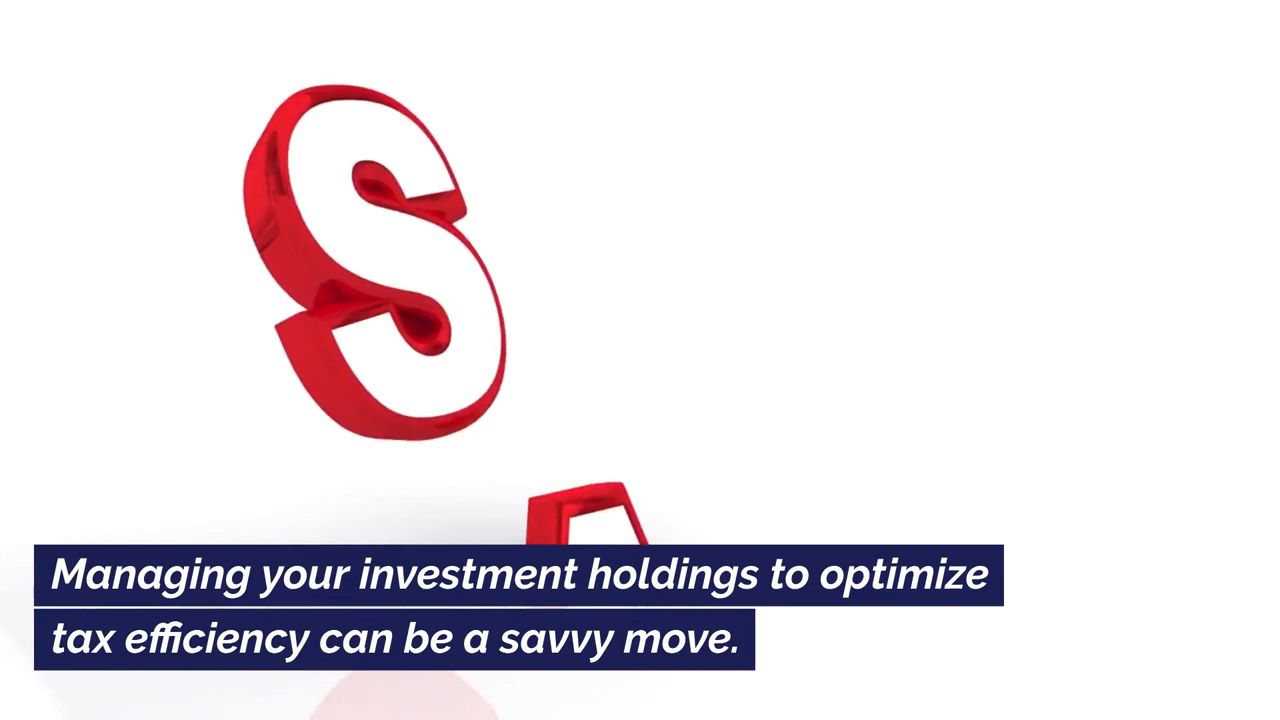 S
Managing your investment holdings to optimize
tax efficiency can be a savvy move.